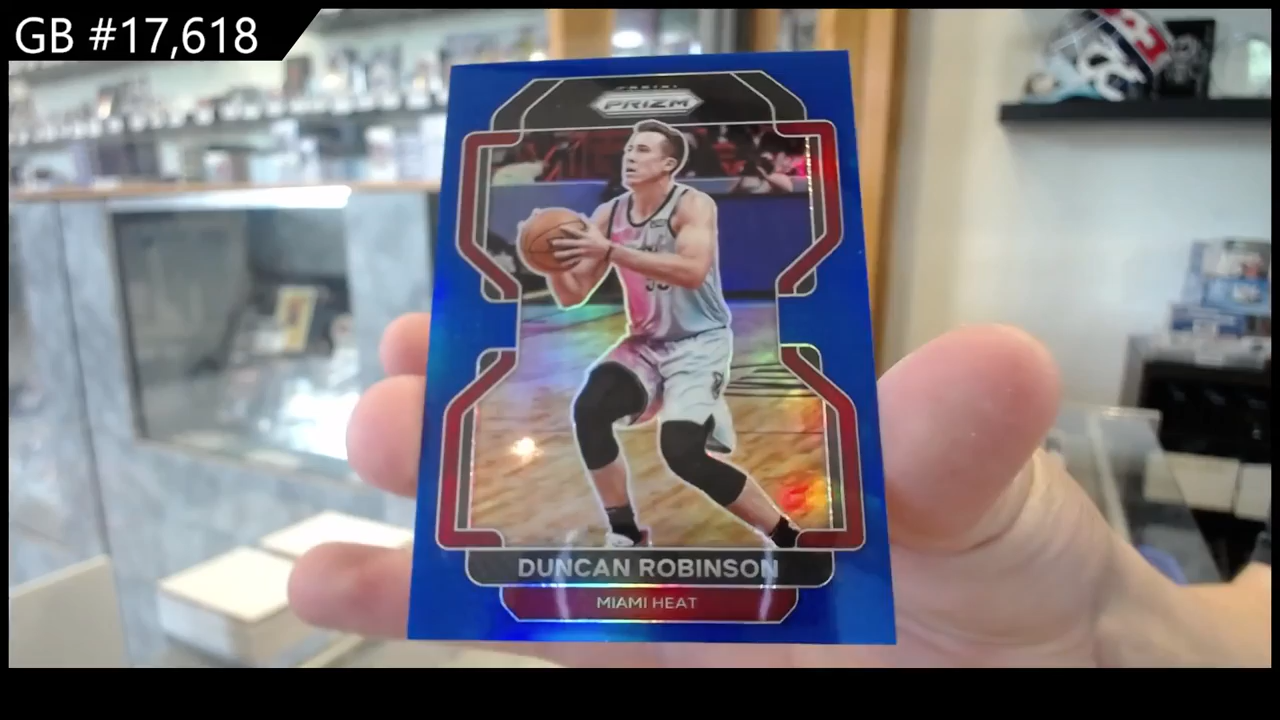 GB #17,618
PANINI
PRIZM
DUNCAN ROBINSON
MIAMI HEAT